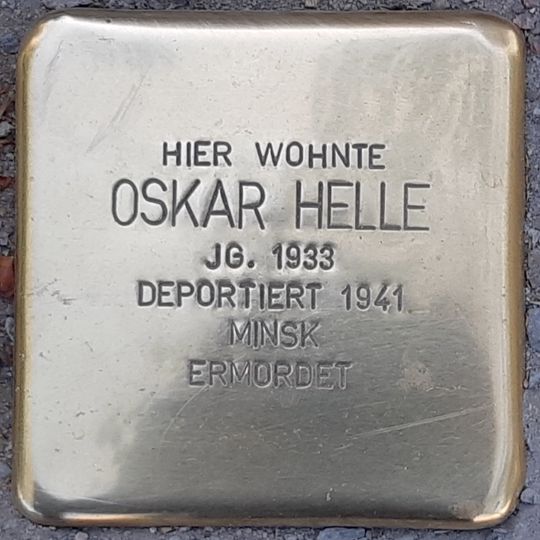 HIER WOHNTE
OSKAR HELLE
JG. 1933
DEPORTIERT 1941
MINSK
ERMORDET